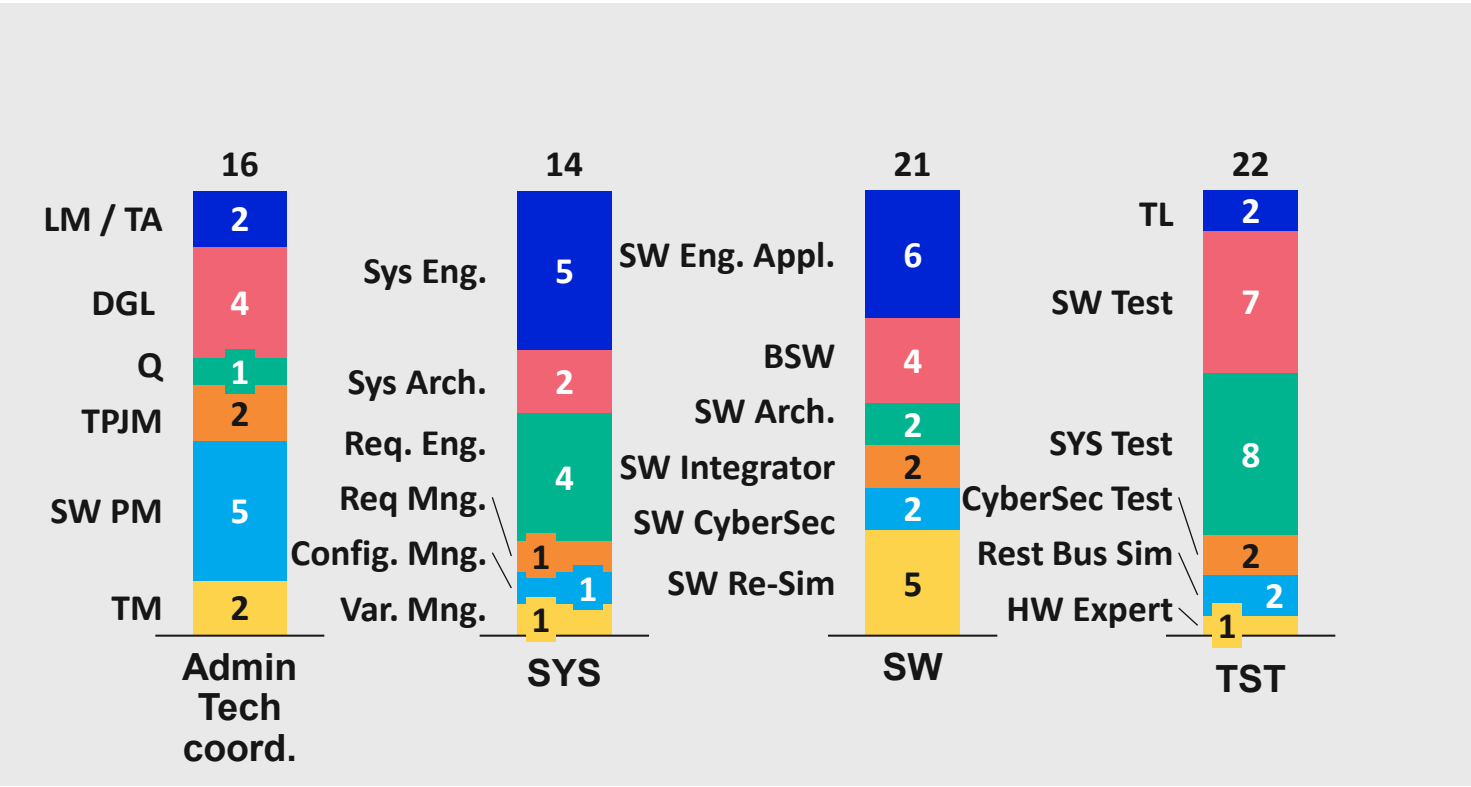 16
LM / TA
2
DGL
4
Q
1
TPJM
2
SW PM
5
TM
2
Admin
Tech
coord.
14
Sys Eng.
5
Sys Arch.
2
Req. Eng.
4
Req Mng.
1
Config. Mng.
1
Var. Mng.
1
SYS
21
SW Eng. Appl.
6
BSW
4
SW Arch.
2
SW Integrator
2
SW CyberSec
2
SW Re-Sim
5
SW
22
TL
2
SW Test
7
SYS Test
8
CyberSec Test
2
Rest Bus Sim
2
HW Expert
1
TST